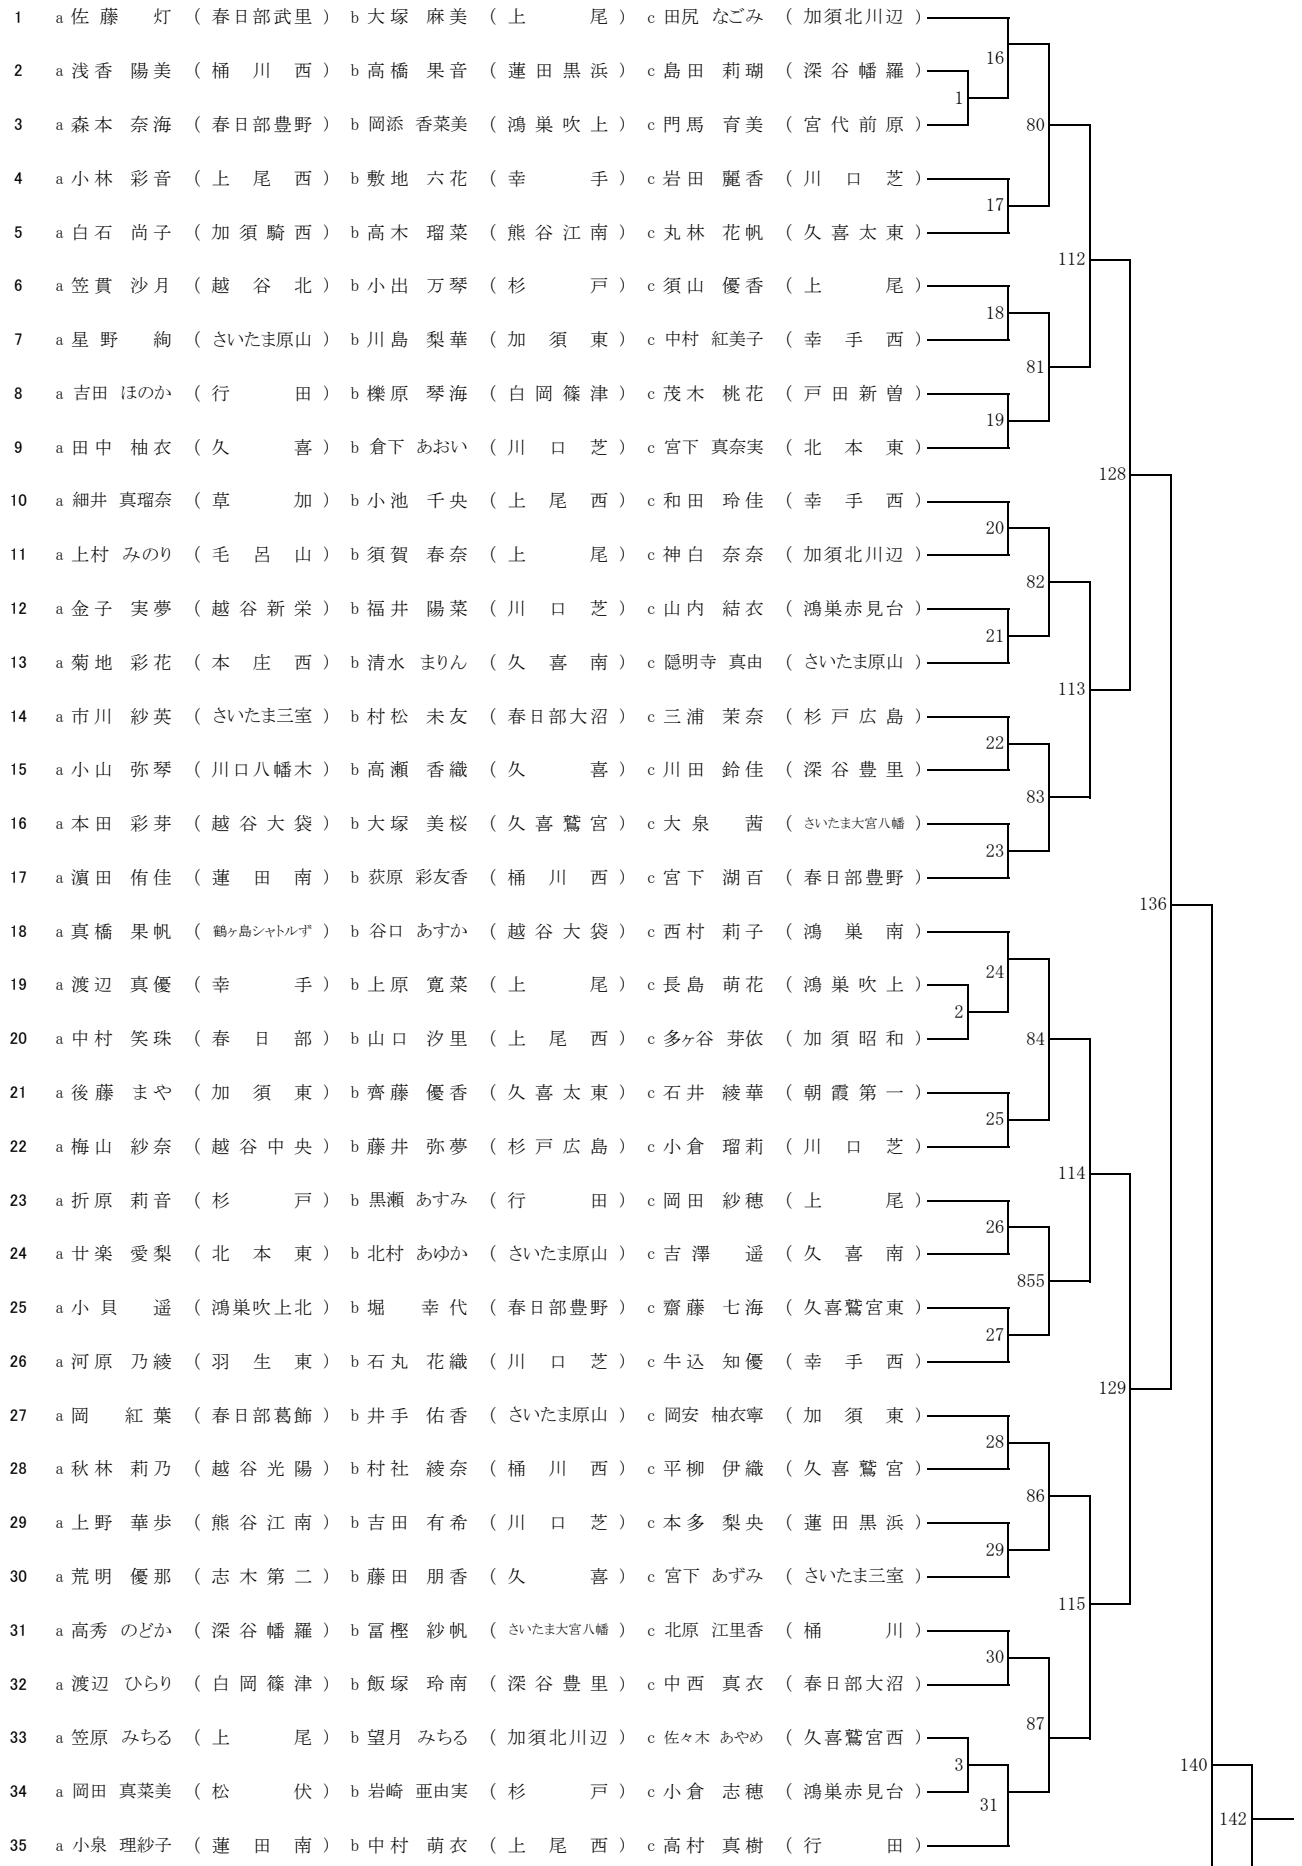 1 a 佐藤 灯 (春日部武里) b 大塚 麻美 (上尾) c 田尻 なごみ (加須北川辺)
16
2 a 浅香 陽美 (桶川西) b 高橋 果音 (蓮田黒浜) c 島田 莉瑚 (深谷幡羅)
1
3 a 森本 奈海 (春日部豊野) b 岡添 香菜美 (鴻巣吹上) c 門馬 育美 (宮代前原) 80
4 a 小林 彩音 (上尾西) b 敷地 六花 (幸手) c 岩田 麗香 (川口芝)
17
5 a 白石 尚子 (加須騎西) b 高木 瑠菜 (熊谷江南) c 丸林 花帆 (久喜太東)
112
6 a 笠貫 沙月 (越谷北) b 小出 万琴 (杉戸) c 須山 優香 (上尾)
18
7 a 星野 絢 (さいたま原山) b 川島 梨華 (加須東) c 中村 紅美子 (幸手西)
81
8 a 吉田 ほのか (行田) b 櫟原 琴海 (白岡篠津) c 茂木 桃花 (戸田新曽)
19
9 a 田中 柚衣 (久喜) b 倉下 あおい (川口芝) c 宮下 真奈実 (北本東)
128
10 a 細井 真瑠奈 (草加) b 小池 千央 (上尾西) c 和田 玲佳 (幸手西)
20
11 a 上村 みのり (毛呂山) b 須賀 春奈 (上尾) c 神白 奈奈 (加須北川辺)
82
12 a 金子 実夢 (越谷新栄) b 福井 陽菜 (川口芝) c 山内 結衣 (鴻巣赤見台)
21
13 a 菊地 彩花 (本庄西) b 清水 まりん (久喜南) c 隠明寺 真由 (さいたま原山)
113
14 a 市川 紗英 (さいたま三室) b 村松 未友 (春日部大沼) c 三浦 茉奈 (杉戸広島)
22
15 a 小山 弥琴 (川口八幡木) b 高瀬 香織 (久喜) c 川田 鈴佳 (深谷豊里)
83
16 a 本田 彩芽 (越谷大袋) b 大塚 美桜 (久喜鷲宮) c 大泉 茜 (さいたま大宮八幡)
23
17 a 濵田 侑佳 (蓮田南) b 荻原 彩友香 (桶川西) c 宮下 湖百 (春日部豊野)
136
18 a 真橋 果帆 (鶴ヶ島シャトルず) b 谷口 あすか (越谷大袋) c 西村 莉子 (鴻巣南)
24
19 a 渡辺 真優 (幸手) b 上原 寛菜 (上尾) c 長島 萌花 (鴻巣吹上)
2
20 a 中村 笑珠 (春日部) b 山口 汐里 (上尾西) c 多ヶ谷 芽依 (加須昭和) 84
21 a 後藤 まや (加須東) b 齊藤 優香 (久喜太東) c 石井 綾華 (朝霞第一)
25
22 a 梅山 紗奈 (越谷中央) b 藤井 弥夢 (杉戸広島) c 小倉 瑠莉 (川口芝)
114
23 a 折原 莉音 (杉戸) b 黒瀬 あすみ (行田) c 岡田 紗穂 (上尾)
26
24 a 廿楽 愛梨 (北本東) b 北村 あゆか (さいたま原山) c 吉澤 遥 (久喜南)
855
25 a 小貝 遥 (鴻巣吹上北) b 堀 幸代 (春日部豊野) c 齋藤 七海 (久喜鷲宮東)
27
26 a 河原 乃綾 (羽生東) b 石丸 花織 (川口芝) c 牛込 知優 (幸手西)
129
27 a 岡 紅葉 (春日部葛飾) b 井手 佑香 (さいたま原山) c 岡安 柚衣寧 (加須東)
28
28 a 秋林 莉乃 (越谷光陽) b 村社 綾奈 (桶川西) c 平柳 伊織 (久喜鷲宮)
86
29 a 上野 華歩 (熊谷江南) b 吉田 有希 (川口芝) c 本多 梨央 (蓮田黒浜)
29
30 a 荒明 優那 (志木第二) b 藤田 朋香 (久喜) c 宮下 あずみ (さいたま三室)
115
31 a 高秀 のどか (深谷幡羅) b 冨樫 紗帆 (さいたま大宮八幡) c 北原 江里香 (桶川)
30
32 a 渡辺 ひらり (白岡篠津) b 飯塚 玲南 (深谷豊里) c 中西 真衣 (春日部大沼)
87
33 a 笠原 みちる (上尾) b 望月 みちる (加須北川辺) c 佐々木 あやめ (久喜鷲宮西)
3 140
34 a 岡田 真菜美 (松伏) b 岩崎 亜由実 (杉戸) c 小倉 志穂 (鴻巣赤見台)
31 142
35 a 小泉 理紗子 (蓮田南) b 中村 萌衣 (上尾西) c 高村 真樹 (行田)